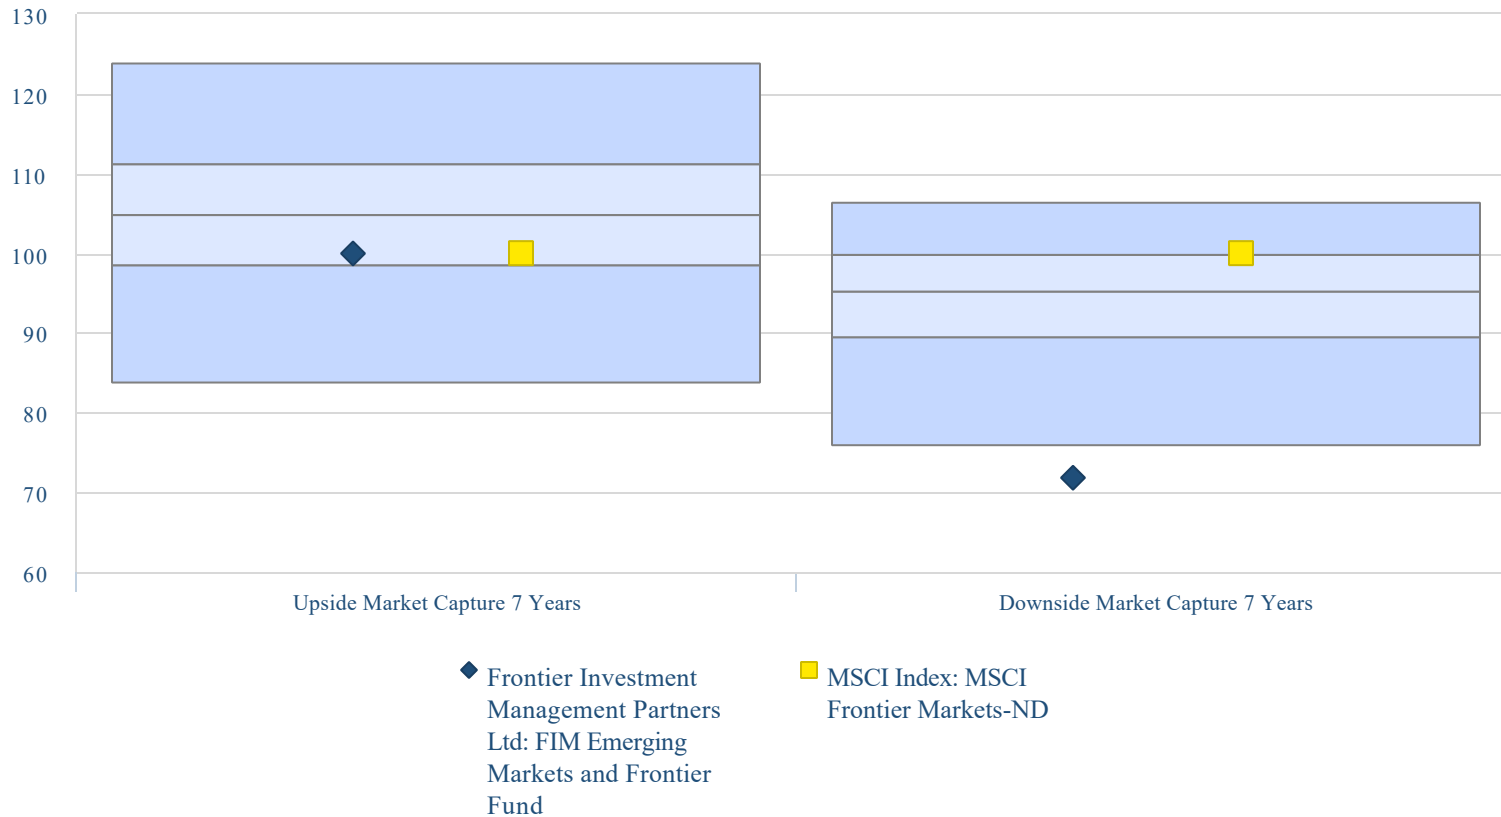 130
120
110
100
90
80
70
60
Upside Market Capture 7 Years
Downside Market Capture 7 Years
Frontier Investment
Management Partners
Ltd: FIM Emerging
Markets and Frontier
Fund
MSCI Index: MSCI
Frontier Markets-ND